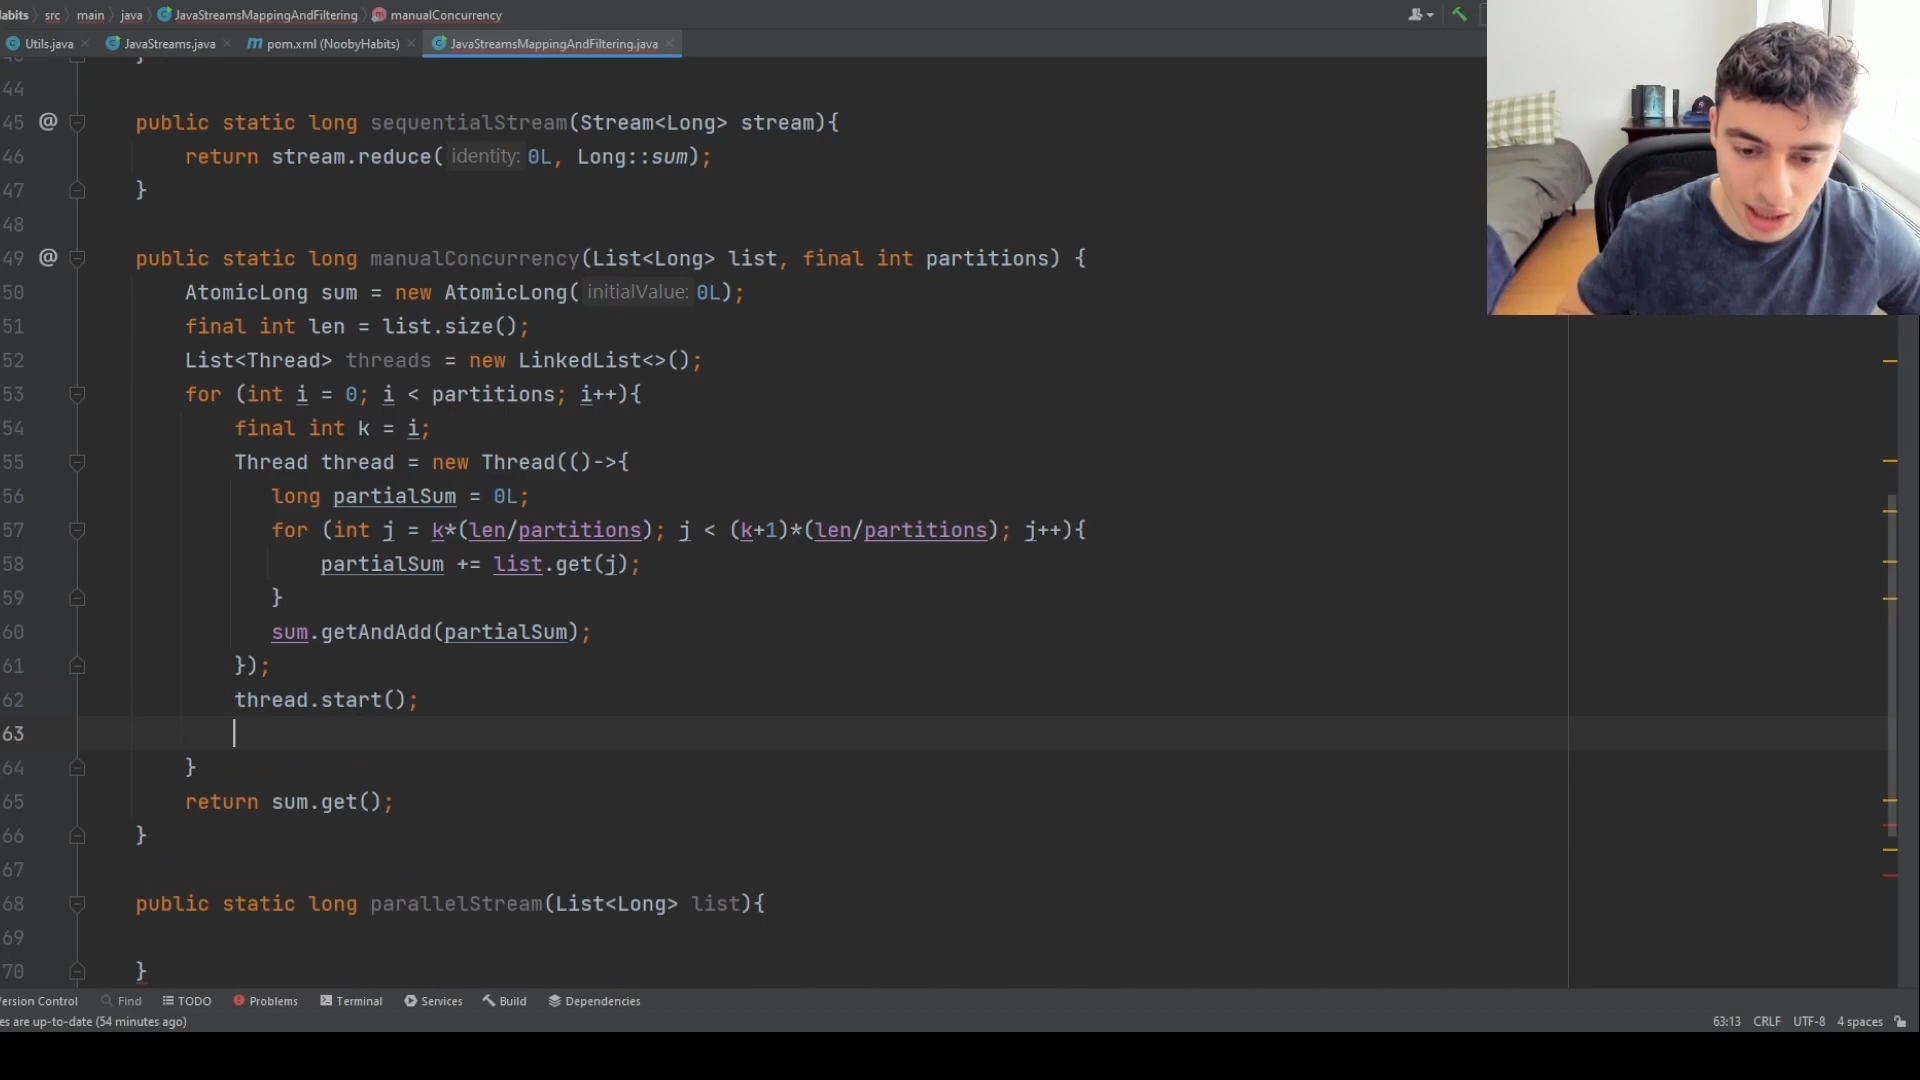 abits src main java JavaStreamsMappingAndFiltering manualConcurrency
Utils.java JavaStreams.java m pom.xml (NoobyHabits) JavaStreamsMappingAndFiltering.java
44
45 @ public static long sequentialStream(Stream<Long> stream){
46 return stream.reduce( identity: 0L, Long::sum);
47 }
48
49 @ public static long manualConcurrency(List<Long> list, final int partitions) {
50 AtomicLong sum = new AtomicLong( initialValue: 0L);
51 final int len = list.size();
52 List<Thread> threads = new LinkedList<>();
53 for (int i = 0; i < partitions; i++){
54 final int k = i;
55 Thread thread = new Thread(()->{
56 long partialSum = 0L;
57 for (int j = k*(len/partitions); j < (k+1)*(len/partitions); j++){
58 partialSum += list.get(j);
59 }
60 sum.getAndAdd(partialSum);
61 });
62 thread.start();
63
64 }
65 return sum.get();
66 }
67
68 public static long parallelStream(List<Long> list){
69
70 }
ersion Control Find TODO Problems Terminal Services Build Dependencies
es are up-to-date (54 minutes ago) 63:13 CRLF UTF-8 4 spaces